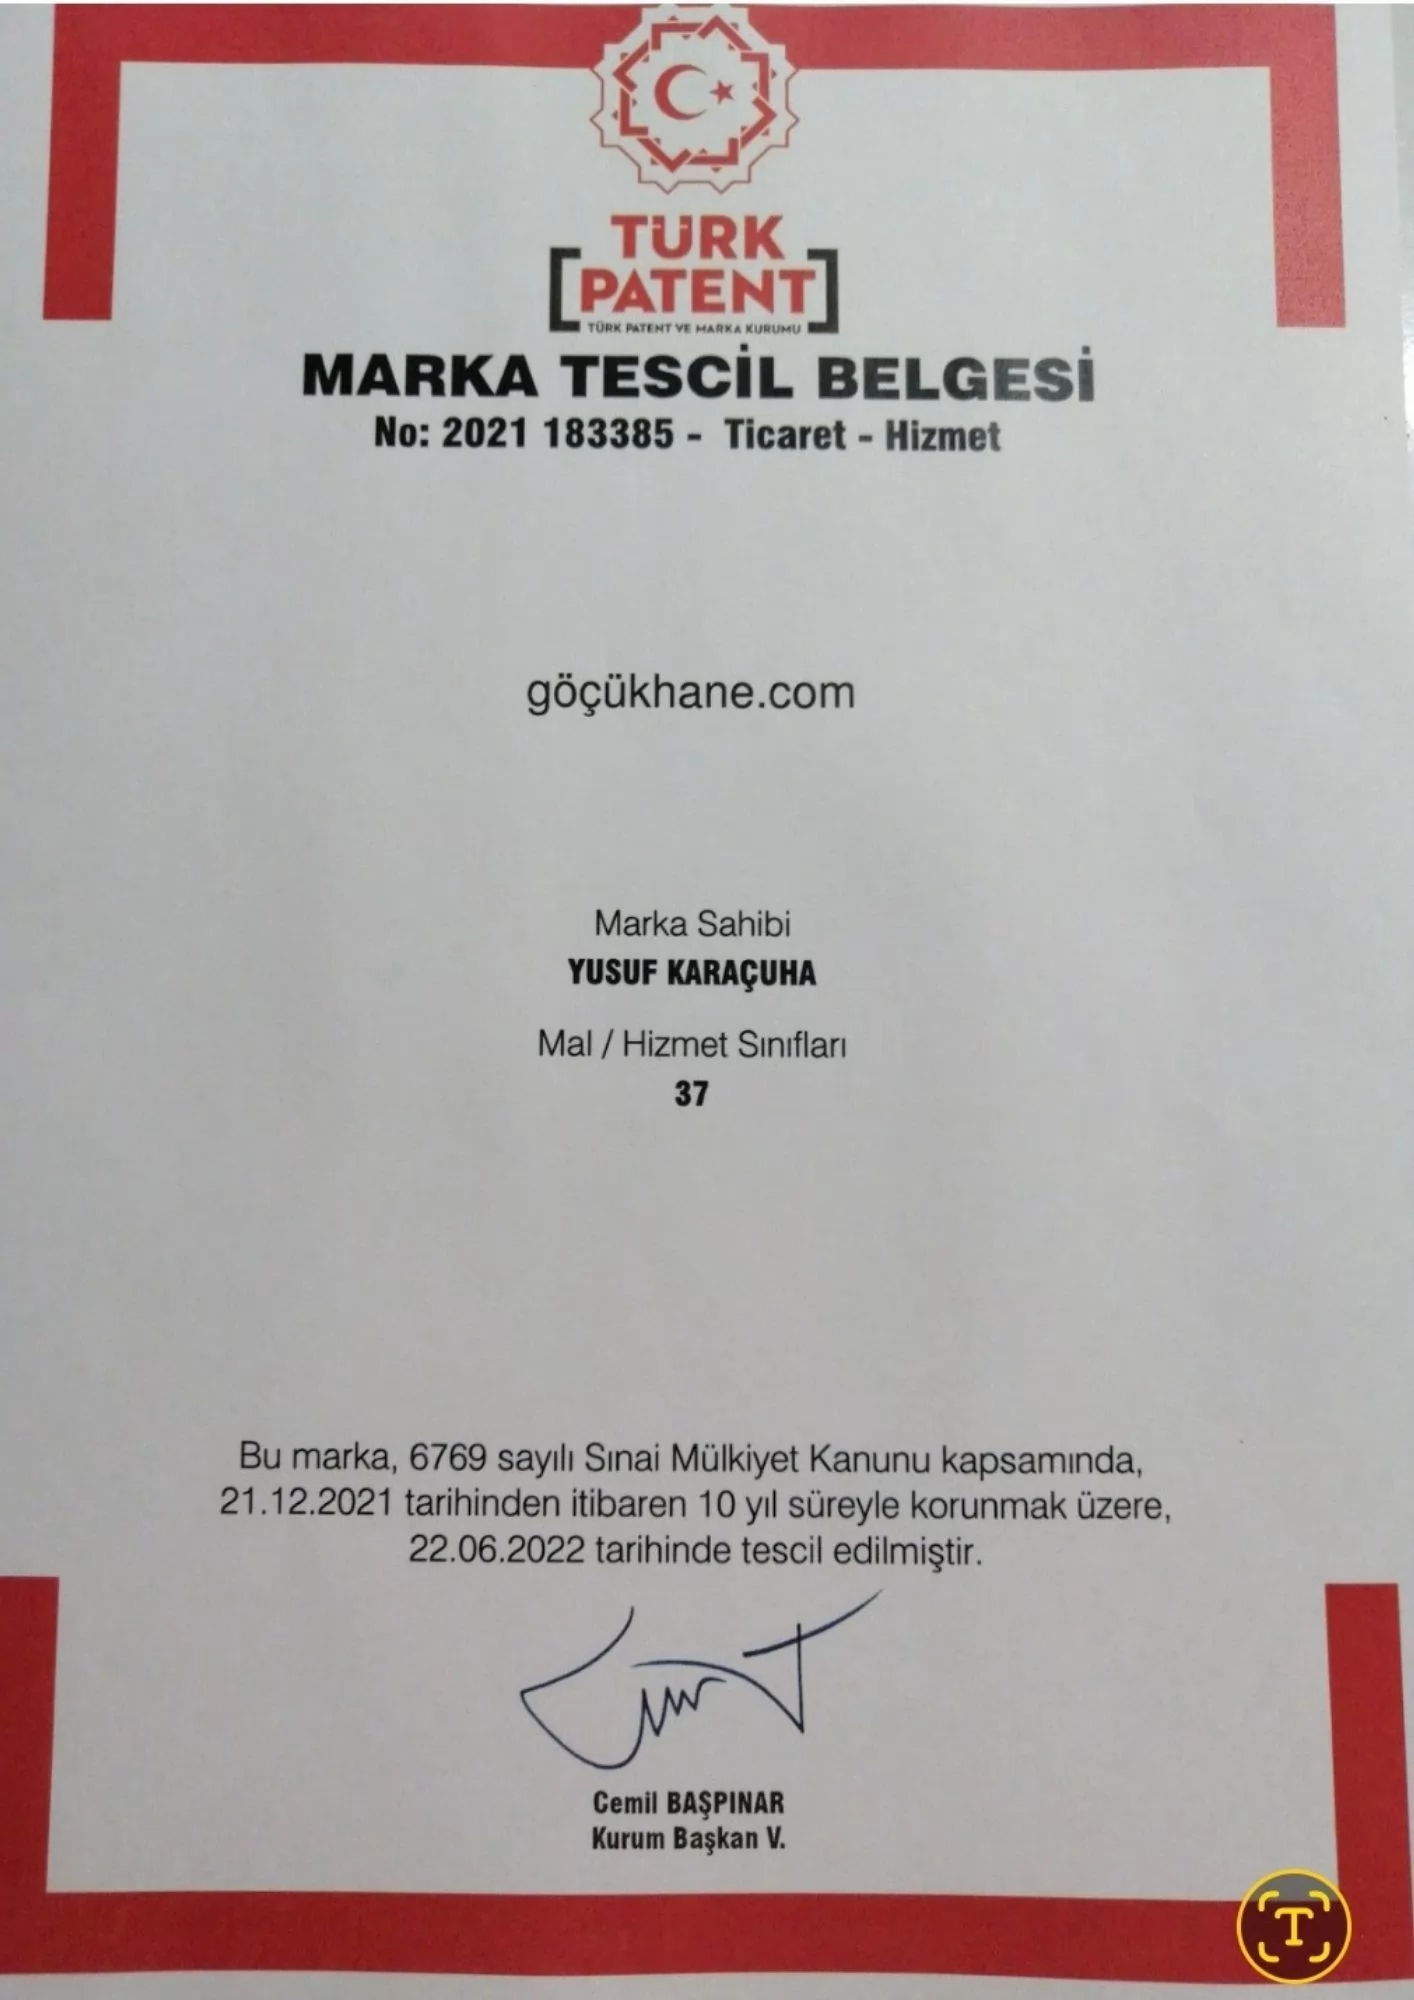 TÜRK
PATENT
TÜRK PATENT VE MARKA KURUMU
MARKA TESCİL BELGESİ
No: 2021 183385 - Ticaret - Hizmet
göçükhane.com
Marka Sahibi
YUSUF KARAÇUHA
Mal / Hizmet Sınıfları
37
Bu marka, 6769 sayılı Sınai Mülkiyet Kanunu kapsamında,
21.12.2021 tarihinden itibaren 10 yıl süreyle korunmak üzere,
22.06.2022 tarihinde tescil edilmiştir.
Cemil BAŞPINAR
Kurum Başkan V.
T